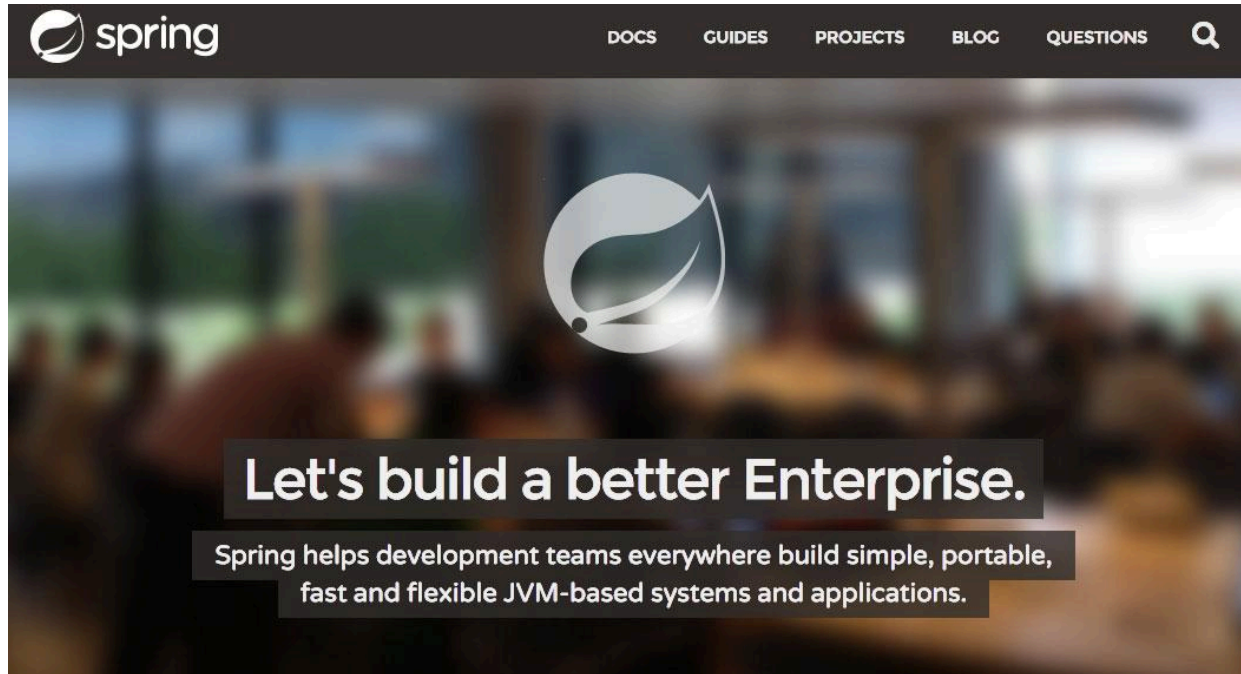 spring
DOCS GUIDES PROJECTS BLOG QUESTIONS
Let's build a better Enterprise.
Spring helps development teams everywhere build simple, portable,
fast and flexible JVM-based systems and applications.